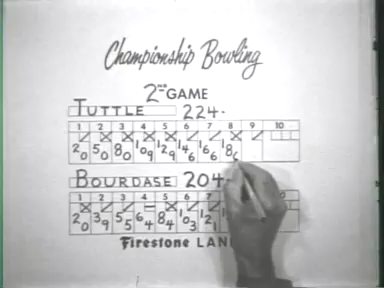 Championship Bowling
2ND GAME
TUTTLE 224.
1 2 3 4 5 6 7 8 9 10
20 50 80 109 129 146 166 186
BOURDASE 204.
1 2 3 4 5 6 7 10
20 39 55 64 84 103 121
Firestone LAN